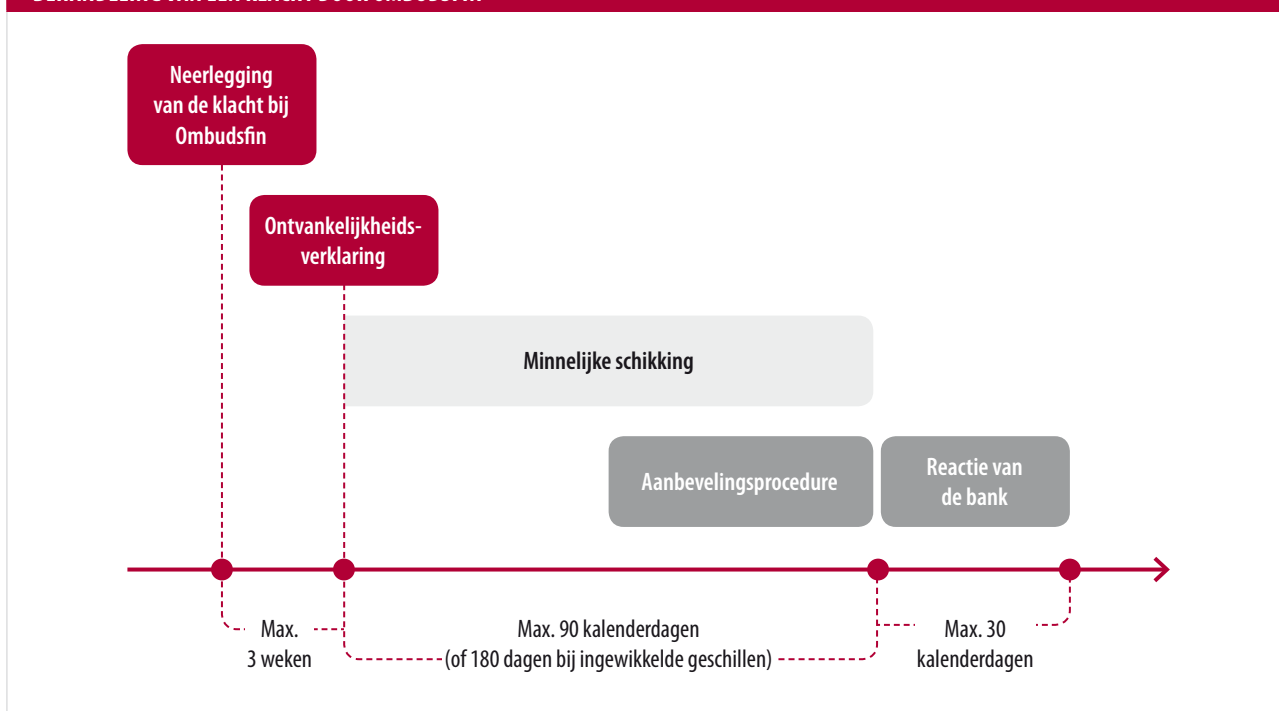 Neerlegging
van de klacht bij
Ombudsfin
Ontvankelijkheids-
verklaring
Minnelijke schikking
Aanbevelingsprocedure
Reactie van
de bank
Max.
3 weken
Max. 90 kalenderdagen
(of 180 dagen bij ingewikkelde geschillen)
Max. 30
kalenderdagen